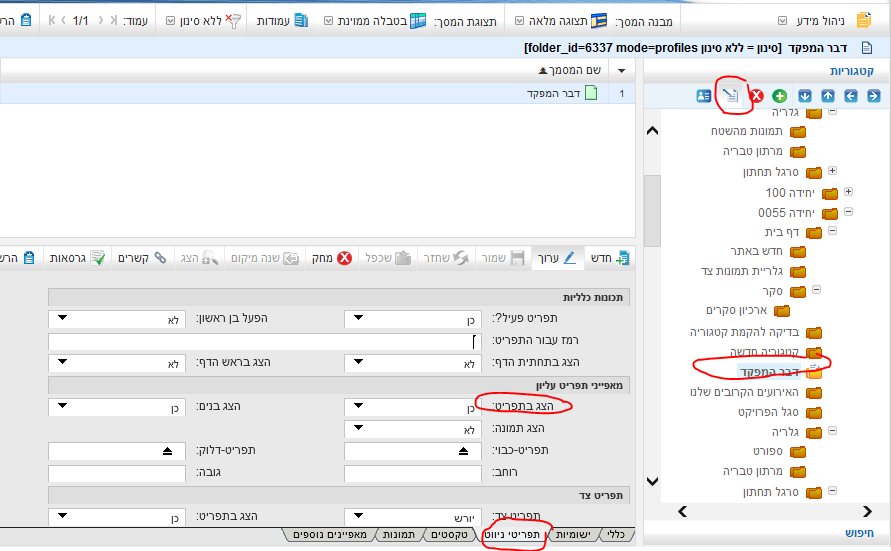 ניהול מידע
מבנה המסך: תצוגה מלאה
תצוגת המסך: בטבלה ממוינת
עמודות
ללא סינון
עמוד: 1/1
הרש
דבר המפקד [סינון = ללא סינון folder_id=6337 mode=profiles]
קטגוריות
גלריה
תמונות מהשטח
מרתון טבריה
סרגל תחתון
יחידה 100
יחידה 0055
דף בית
חדש באתר
גלריית תמונות צד
סקר
ארכיון סקרים
בדיקה להקמת קטגוריה
קטגוריה חדשה
דבר המפקד
האירועים הקרובים שלנו
סגל הפרויקט
גלריה
ספורט
מרתון טבריה
סרגל תחתון
חיפוש
שם המסמך
1 דבר המפקד
חדש ערוך שמור שחזר שכפל מחק שנה מיקום הצג קשרים גרסאות הרש
תכונות כלליות
תפריט פעיל?: כן הפעל בן ראשון: לא
רמז עבור התפריט:
הצג בתחתית הדף: לא הצג בראש הדף: לא
מאפייני תפריט עליון
הצג בתפריט: כן הצג בנים: כן
הצג תמונה: לא
תפריט-כבוי: תפריט-דלוק:
רוחב: גובה:
תפריט צד
תפריט צד: יורש הצג בתפריט: כן
כללי ישומיות תפריטי ניווט טקסטים תמונות מאפיינים נוספים